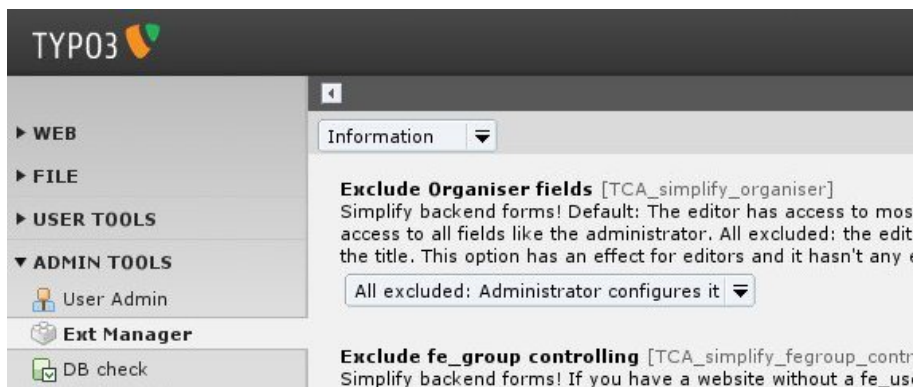 TYPO3
WEB
FILE
USER TOOLS
ADMIN TOOLS
User Admin
Ext Manager
DB check
Information
Exclude Organiser fields [TCA_simplify_organiser]
Simplify backend forms! Default: The editor has access to mos
access to all fields like the administrator. All excluded: the edit
the title. This option has an effect for editors and it hasn't any
All excluded: Administrator configures it
Exclude fe_group controlling [TCA_simplify_fegroup_contr
Simplify backend forms! If you have a website without a fe_us